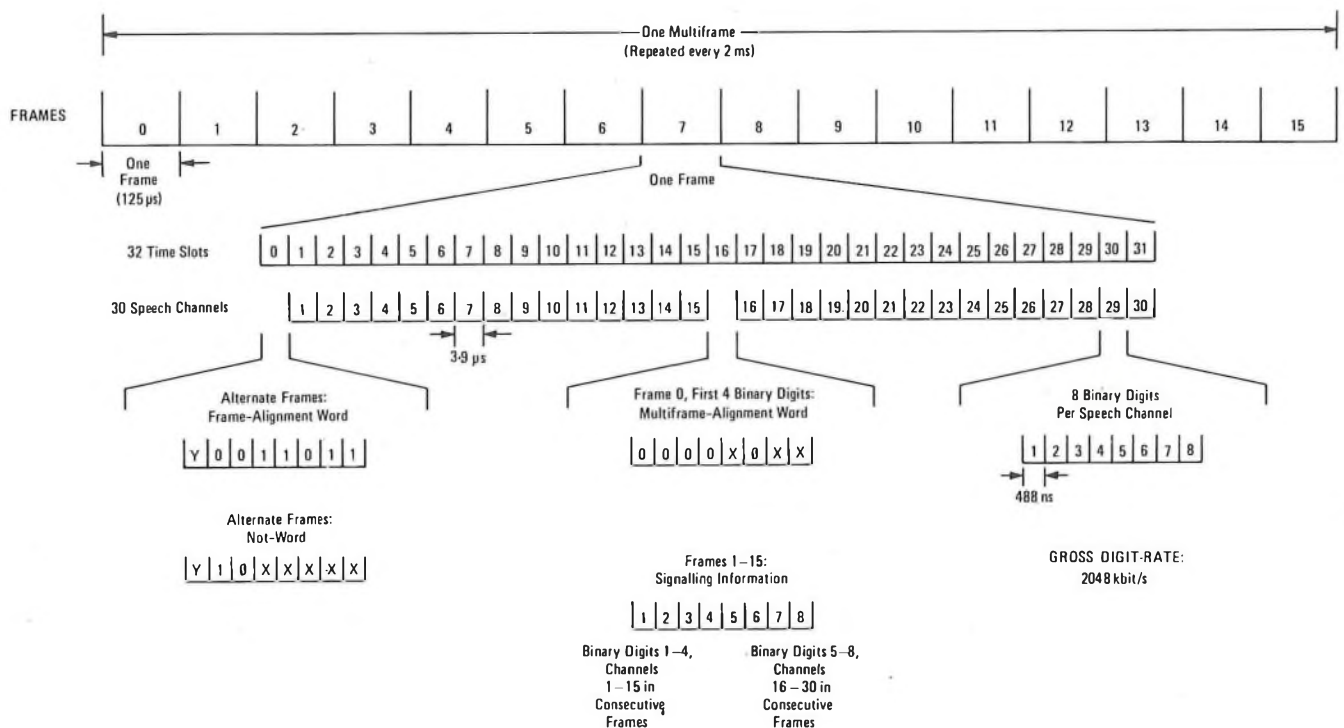 One Multiframe
(Repeated every 2 ms)
FRAMES
0 1 2 3 4 5 6 7 8 9 10 11 12 13 14 15
One
Frame
(125 µs)
One Frame
32 Time Slots
0 1 2 3 4 5 6 7 8 9 10 11 12 13 14 15 16 17 18 19 20 21 22 23 24 25 26 27 28 29 30 31
30 Speech Channels
1 2 3 4 5 6 7 8 9 10 11 12 13 14 15 16 17 18 19. 20 21 22 23 24 25 26 27 28 29 30
3·9 µs
Alternate Frames:
Frame-Alignment Word
Y 0 0 1 1 0 1 1
Alternate Frames:
Not-Word
Y 1 0 X X X X X
Frame 0, First 4 Binary Digits:
Multiframe-Alignment Word
0 0 0 0 X 0 X X
Frames 1–15:
Signalling Information
1 2 3 4 5 6 7 8
Binary Digits 1–4,
Channels
1–15 in
Consecutive
Frames
Binary Digits 5–8,
Channels
16–30 in
Consecutive
Frames
8 Binary Digits
Per Speech Channel
1 2 3 4 5 6 7 8
488 ns
GROSS DIGIT-RATE:
2048 kbit/s